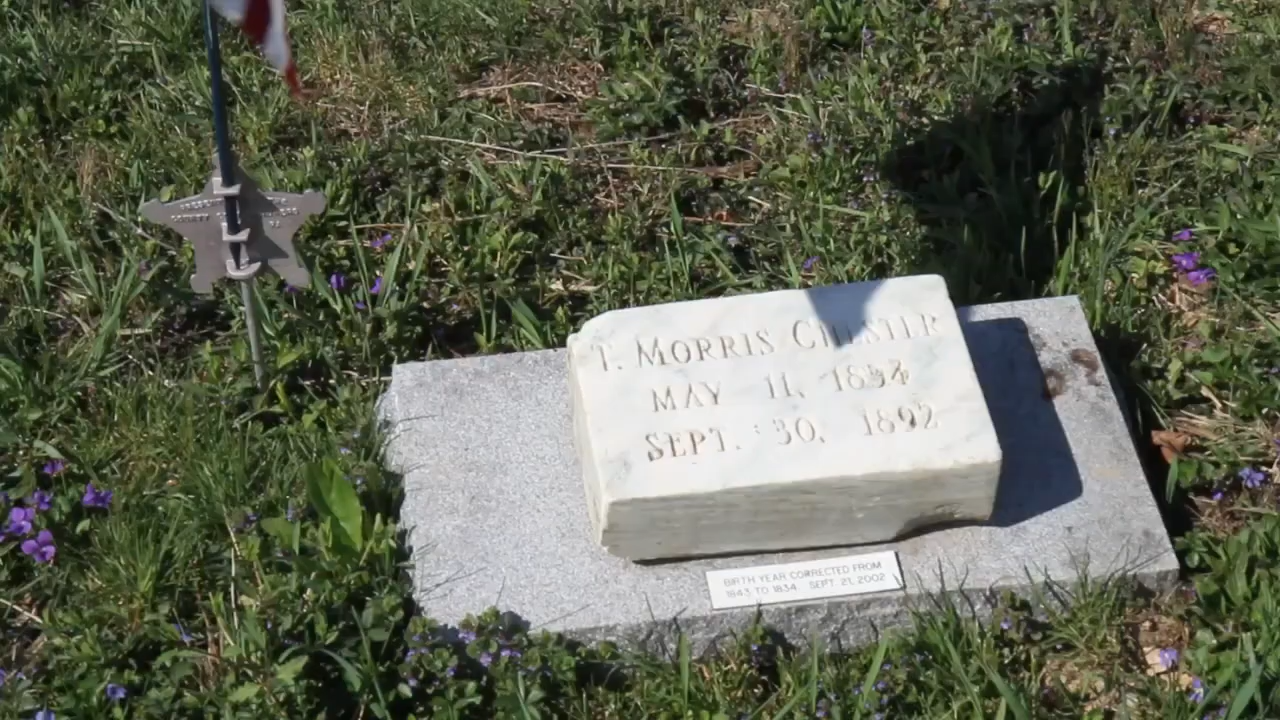 T. MORRIS CHESTER
MAY 11, 1834
SEPT. 30, 1892
BIRTH YEAR CORRECTED FROM
1843 TO 1834. SEPT. 21, 2002